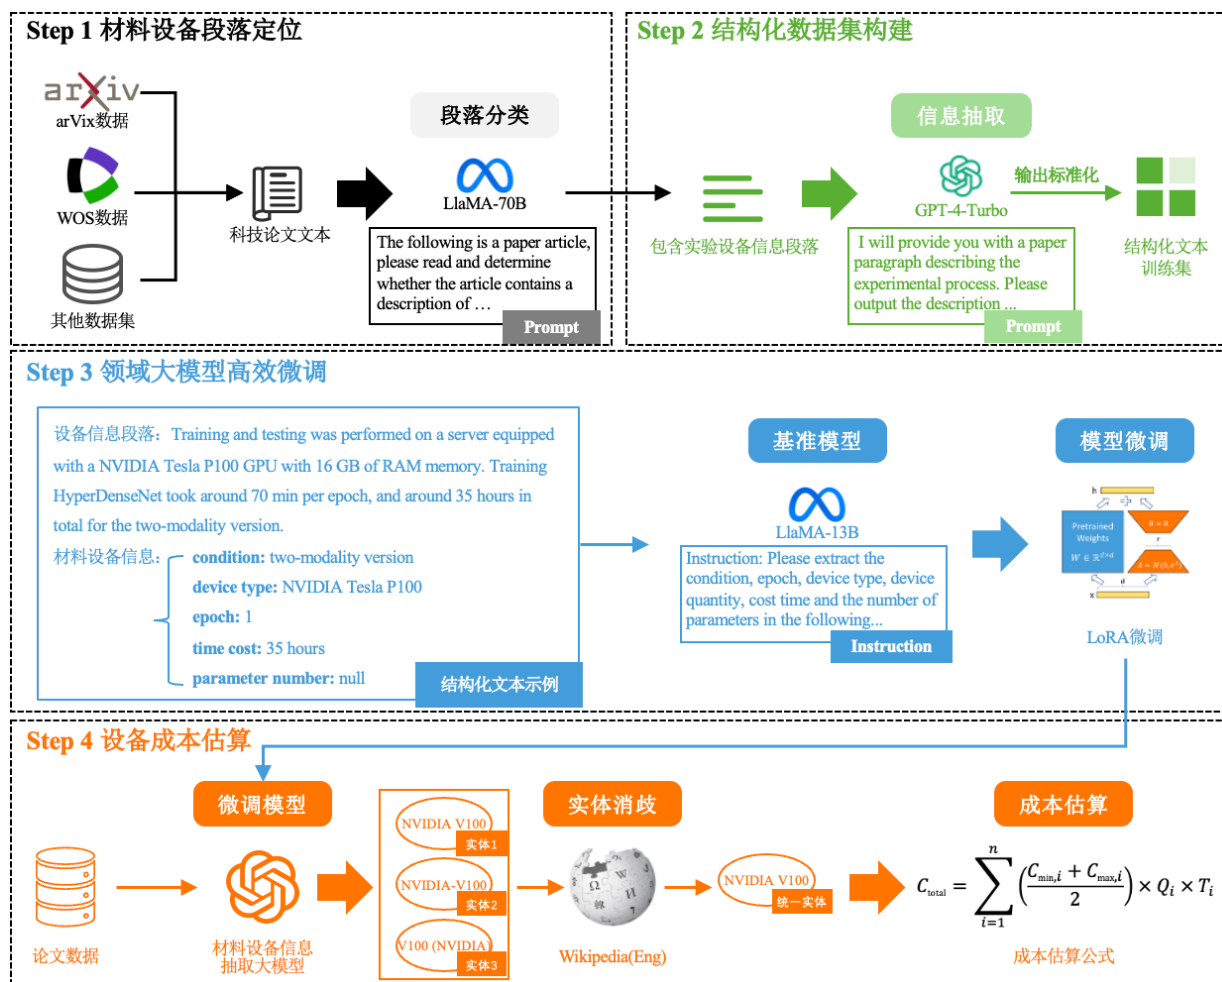 Step 1 材料设备段落定位
arXiv
arVix数据
WOS数据
其他数据集
科技论文文本
段落分类
LlaMA-70B
The following is a paper article,
please read and determine
whether the article contains a
description of …
Prompt
Step 2 结构化数据集构建
包含实验设备信息段落
信息抽取
GPT-4-Turbo
I will provide you with a paper
paragraph describing the
experimental process. Please
output the description ...
Prompt
输出标准化
结构化文本
训练集
Step 3 领域大模型高效微调
设备信息段落：Training and testing was performed on a server equipped
with a NVIDIA Tesla P100 GPU with 16 GB of RAM memory. Training
HyperDenseNet took around 70 min per epoch, and around 35 hours in
total for the two-modality version.
材料设备信息：
condition: two-modality version
device type: NVIDIA Tesla P100
epoch: 1
time cost: 35 hours
parameter number: null
结构化文本示例
基准模型
LlaMA-13B
Instruction: Please extract the
condition, epoch, device type, device
quantity, cost time and the number of
parameters in the following...
Instruction
模型微调
h
Pretrained
Weights
W ∈ ℝ^{d×d}
B = 0
r
A = N(0, σ²)
d
x
LoRA微调
Step 4 设备成本估算
论文数据
微调模型
材料设备信息
抽取大模型
NVIDIA V100
实体1
NVIDIA-V100
实体2
V100 (NVIDIA)
实体3
实体消歧
Wikipedia(Eng)
NVIDIA V100
统一实体
成本估算
C_{total} = \sum_{i=1}^{n} \left( \frac{C_{min,i} + C_{max,i}}{2} \right) × Q_i × T_i
成本估算公式